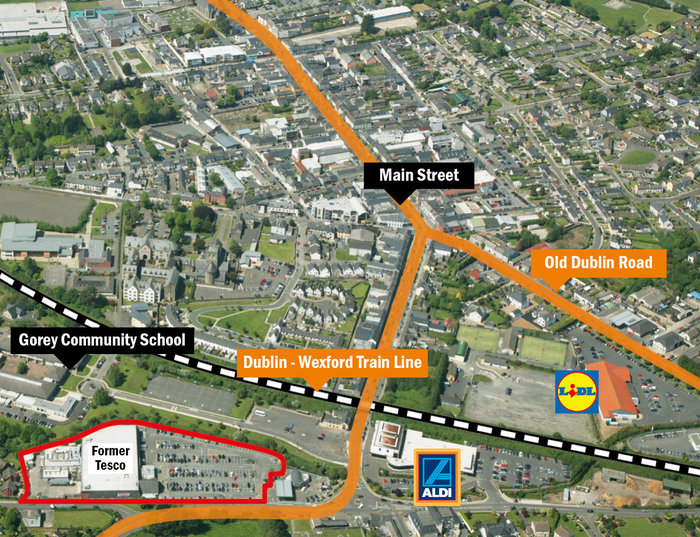 Main Street
Old Dublin Road
Gorey Community School
Dublin - Wexford Train Line
LIDL
Former
Tesco
ALDI